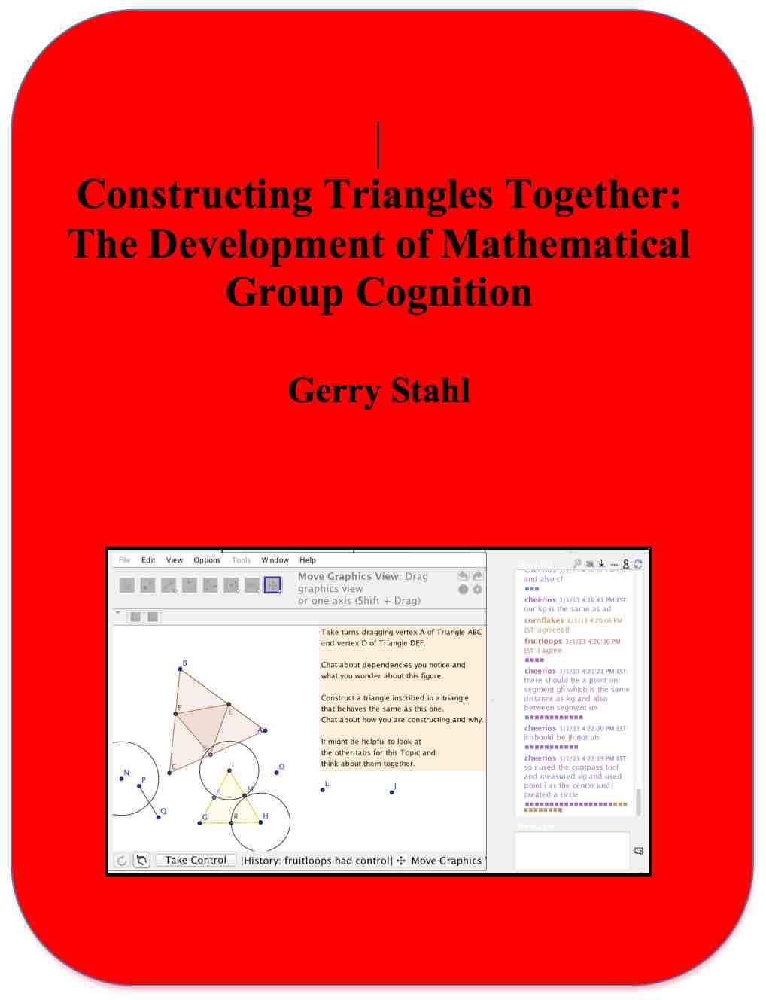 Constructing Triangles Together:
The Development of Mathematical
Group Cognition
Gerry Stahl
File Edit View Options Tools Window Help
Move Graphics View: Drag
graphics view
or one axis (Shift + Drag)
Take turns dragging vertex A of Triangle ABC
and vertex D of Triangle DEF.
Chat about dependencies you notice and
what you wonder about this figure.
Construct a triangle inscribed in a triangle
that behaves the same as this one.
Chat about how you are constructing and why.
It might be helpful to look at
the other tabs for this Topic and
think about them together.
B
F
E
A
C
N
P
Q
I
O
K
M
G
R
H
L
J
Take Control |History: fruitloops had control| Move Graphics
and also cf
cheerios 3/1/13 4:19:41 PM EST:
our kg is the same as ad
cornflakes 3/1/13 4:20:06 PM
EST: agrreeed
fruitloops 3/1/13 4:20:06 PM
EST: i agree
cheerios 3/1/13 4:21:21 PM EST:
there should be a point on
segment gh which is the same
distance as kg and also
between segment uh
cheerios 3/1/13 4:22:00 PM EST:
it should be jh not uh
cheerios 3/1/13 4:23:39 PM EST:
so i used the compass tool
and measured kg and used
point i as the center and
created a circle
Message